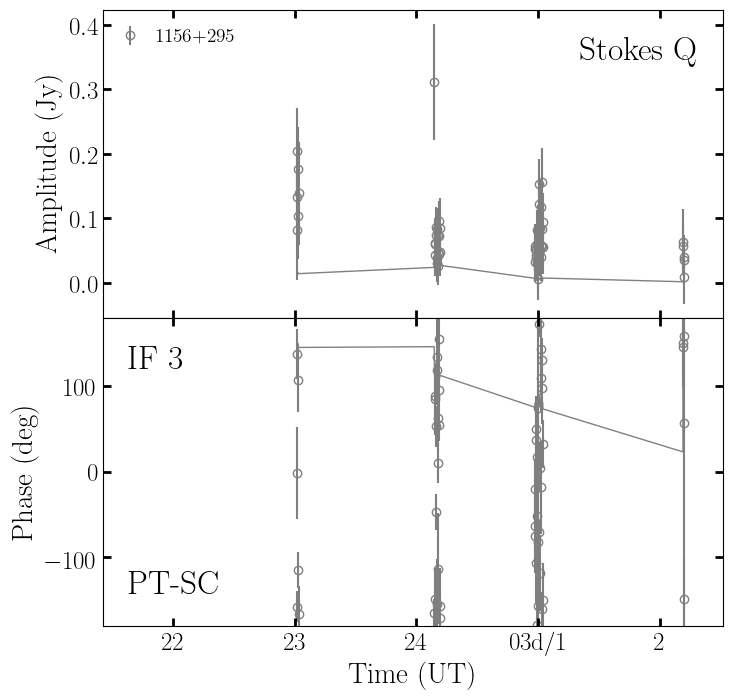 1156+295
Stokes Q
0.4
0.3
0.2
0.1
0.0
Amplitude (Jy)
IF 3
PT-SC
100
0
−100
Phase (deg)
22 23 24 03d/1 2
Time (UT)